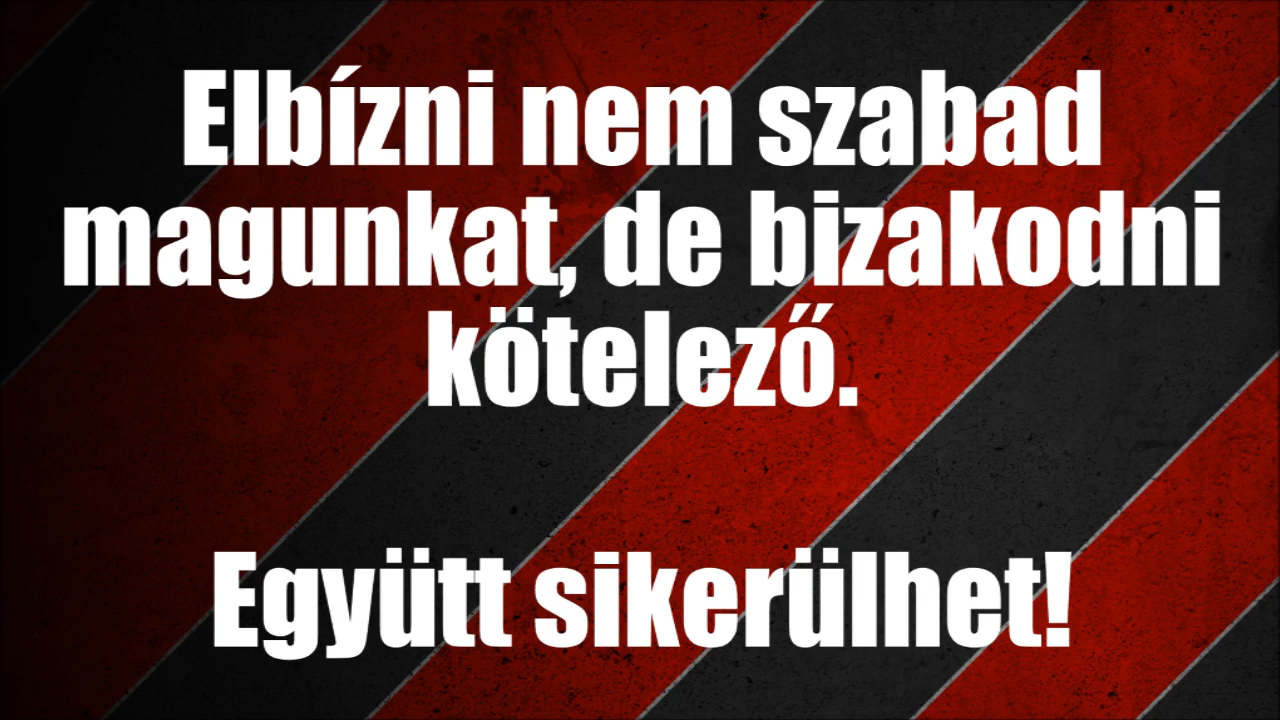 Elbízni nem szabad
magunkat, de bizakodni
kötelező.
Együtt sikerülhet!